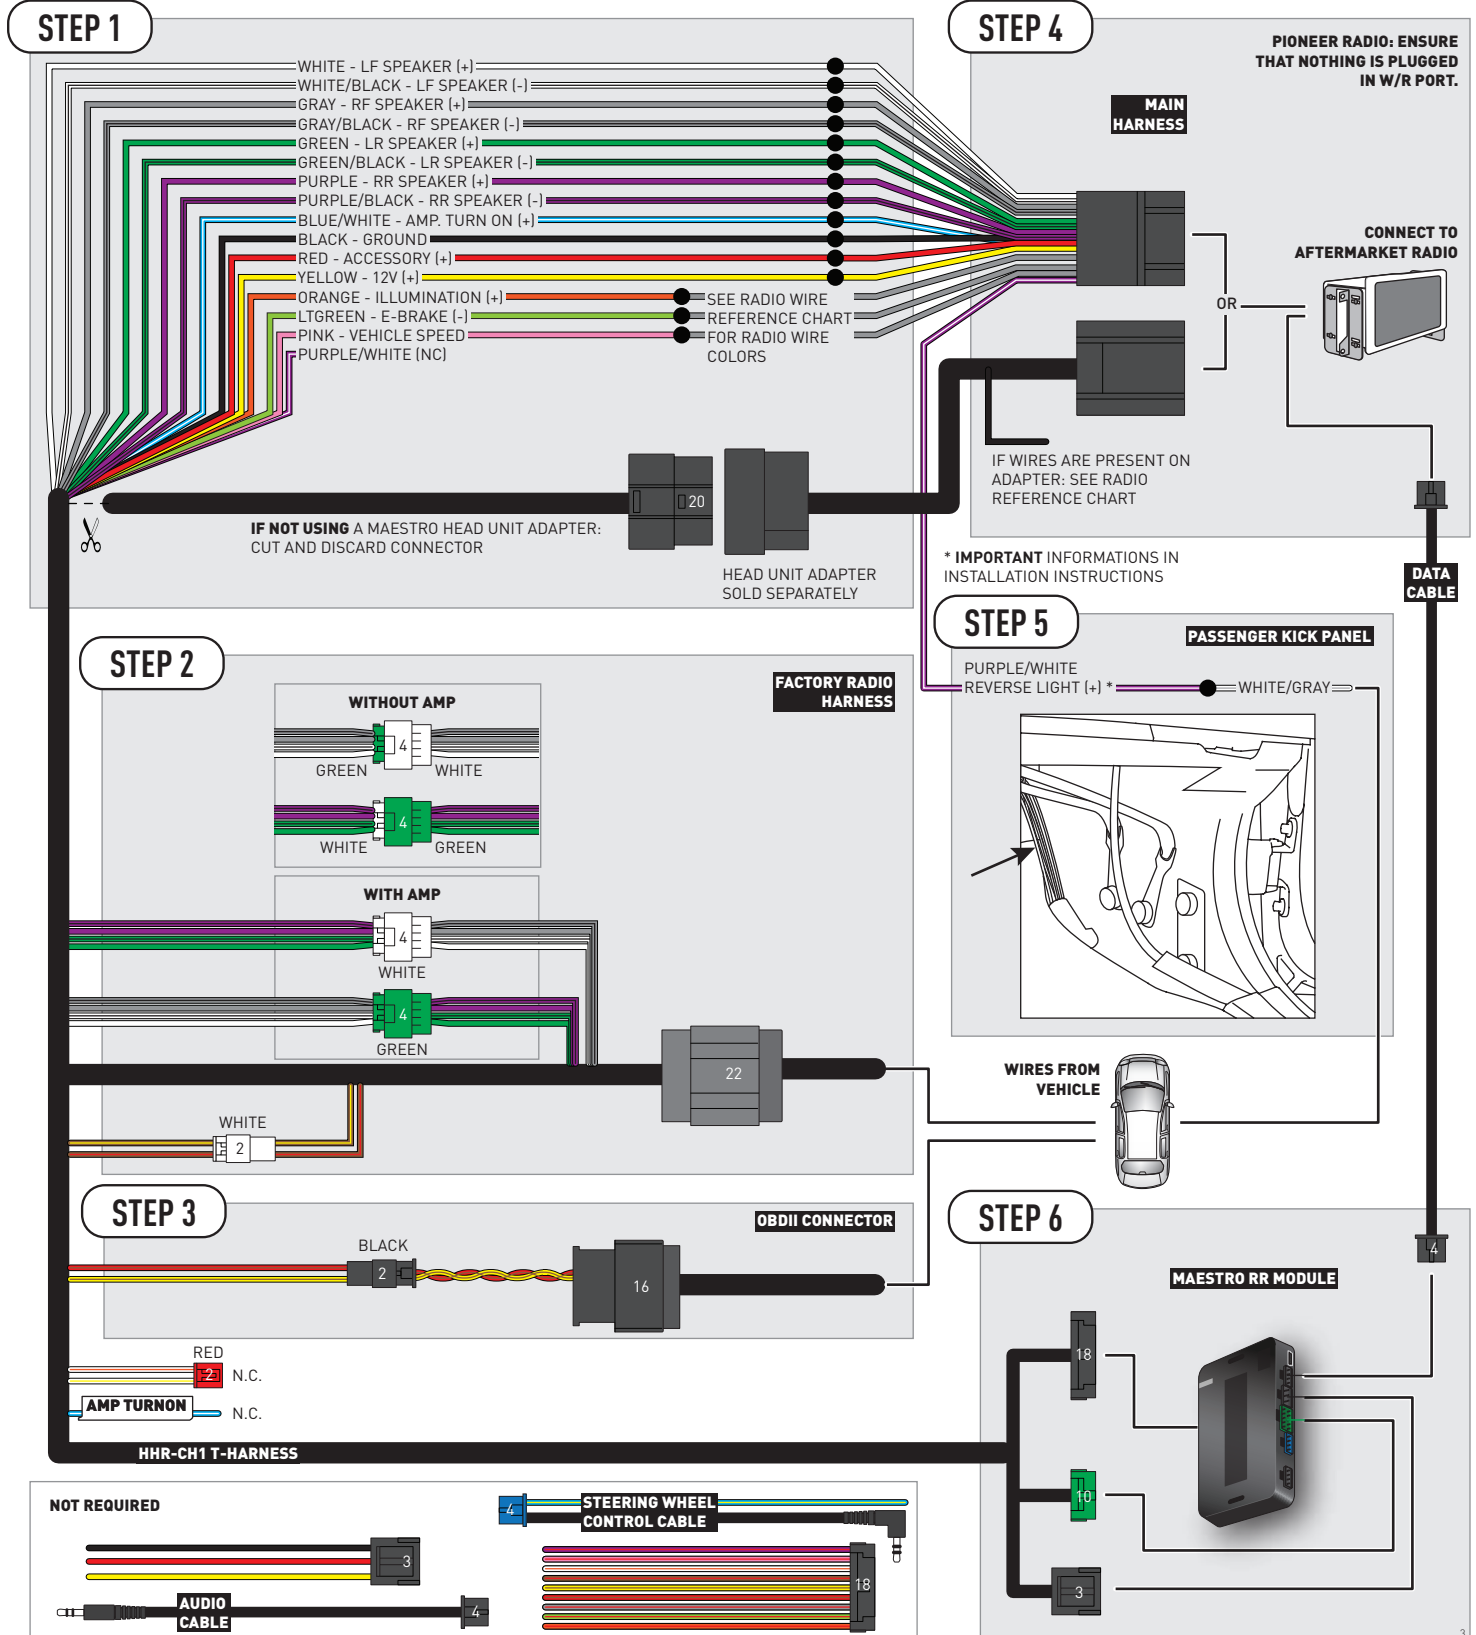 STEP 1
WHITE - LF SPEAKER (+)
WHITE/BLACK - LF SPEAKER (-)
GRAY - RF SPEAKER (+)
GRAY/BLACK - RF SPEAKER (-)
GREEN - LR SPEAKER (+)
GREEN/BLACK - LR SPEAKER (-)
PURPLE - RR SPEAKER (+)
PURPLE/BLACK - RR SPEAKER (-)
BLUE/WHITE - AMP. TURN ON (+)
BLACK - GROUND
RED - ACCESSORY (+)
YELLOW - 12V (+)
ORANGE - ILLUMINATION (+)
LTGREEN - E-BRAKE (-)
PINK - VEHICLE SPEED
PURPLE/WHITE (NC)
SEE RADIO WIRE
REFERENCE CHART
FOR RADIO WIRE
COLORS
20
IF NOT USING A MAESTRO HEAD UNIT ADAPTER:
CUT AND DISCARD CONNECTOR
HEAD UNIT ADAPTER
SOLD SEPARATELY
STEP 4
PIONEER RADIO: ENSURE
THAT NOTHING IS PLUGGED
IN W/R PORT.
MAIN
HARNESS
CONNECT TO
AFTERMARKET RADIO
OR
IF WIRES ARE PRESENT ON
ADAPTER: SEE RADIO
REFERENCE CHART
* IMPORTANT INFORMATIONS IN
INSTALLATION INSTRUCTIONS
DATA
CABLE
STEP 5
PASSENGER KICK PANEL
PURPLE/WHITE
REVERSE LIGHT (+) *
WHITE/GRAY
STEP 2
FACTORY RADIO
HARNESS
WITHOUT AMP
4
GREEN
WHITE
4
WHITE
GREEN
WITH AMP
4
WHITE
4
GREEN
22
WHITE
2
WIRES FROM
VEHICLE
STEP 3
OBDII CONNECTOR
BLACK
2
16
RED
2
N.C.
AMP TURNON
N.C.
HHR-CH1 T-HARNESS
STEP 6
4
MAESTRO RR MODULE
18
10
3
NOT REQUIRED
3
AUDIO
CABLE
4
4
STEERING WHEEL
CONTROL CABLE
18
3